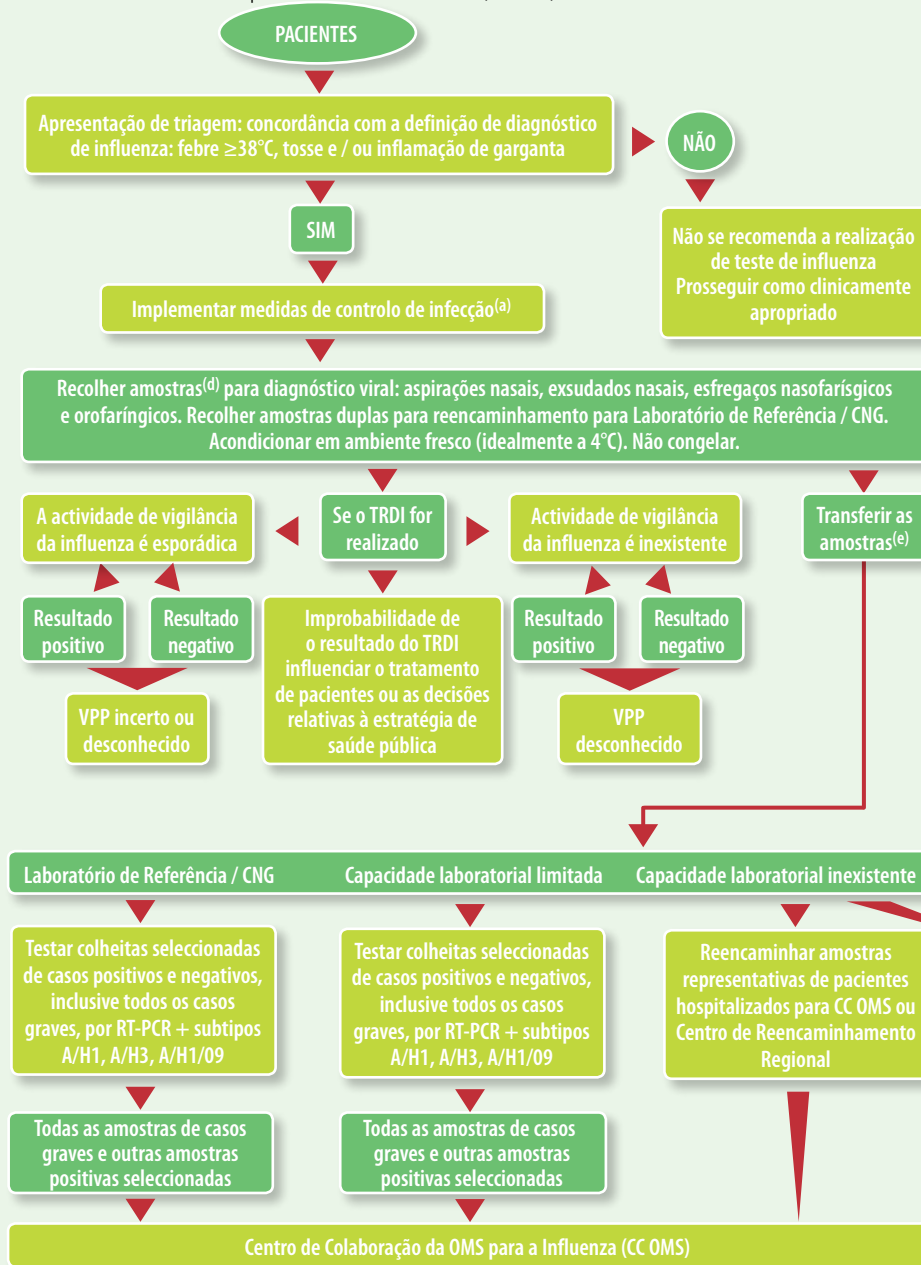 PACIENTES
Apresentação de triagem: concordância com a definição de diagnóstico
de influenza: febre ≥38°C, tosse e / ou inflamação de garganta
NÃO
SIM
Não se recomenda a realização
de teste de influenza
Prosseguir como clinicamente
apropriado
Implementar medidas de controlo de infecção(a)
Recolher amostras(d) para diagnóstico viral: aspirações nasais, exsudados nasais, esfregaços nasofarísgicos
e orofaríngicos. Recolher amostras duplas para reencaminhamento para Laboratório de Referência / CNG.
Acondicionar em ambiente fresco (idealmente a 4°C). Não congelar.
A actividade de vigilância
da influenza é esporádica
Se o TRDI for
realizado
Actividade de vigilância
da influenza é inexistente
Transferir as
amostras(e)
Resultado
positivo
Resultado
negativo
Improbabilidade de
o resultado do TRDI
influenciar o tratamento
de pacientes ou as decisões
relativas à estratégia de
saúde pública
Resultado
positivo
Resultado
negativo
VPP incerto ou
desconhecido
VPP
desconhecido
Laboratório de Referência / CNG
Capacidade laboratorial limitada
Capacidade laboratorial inexistente
Testar colheitas seleccionadas
de casos positivos e negativos,
inclusive todos os casos
graves, por RT-PCR + subtipos
A/H1, A/H3, A/H1/09
Testar colheitas seleccionadas
de casos positivos e negativos,
inclusive todos os casos
graves, por RT-PCR + subtipos
A/H1, A/H3, A/H1/09
Reencaminhar amostras
representativas de pacientes
hospitalizados para CC OMS ou
Centro de Reencaminhamento
Regional
Todas as amostras de casos
graves e outras amostras
positivas seleccionadas
Todas as amostras de casos
graves e outras amostras
positivas seleccionadas
Centro de Colaboração da OMS para a Influenza (CC OMS)